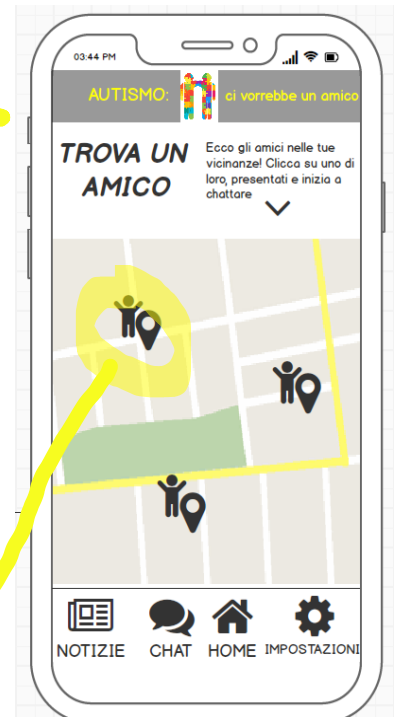 03:44 PM
AUTISMO: ci vorrebbe un amico
TROVA UN
AMICO
Ecco gli amici nelle tue
vicinanze! Clicca su uno di
loro, presentati e inizia a
chattare
NOTIZIE CHAT HOME IMPOSTAZIONI